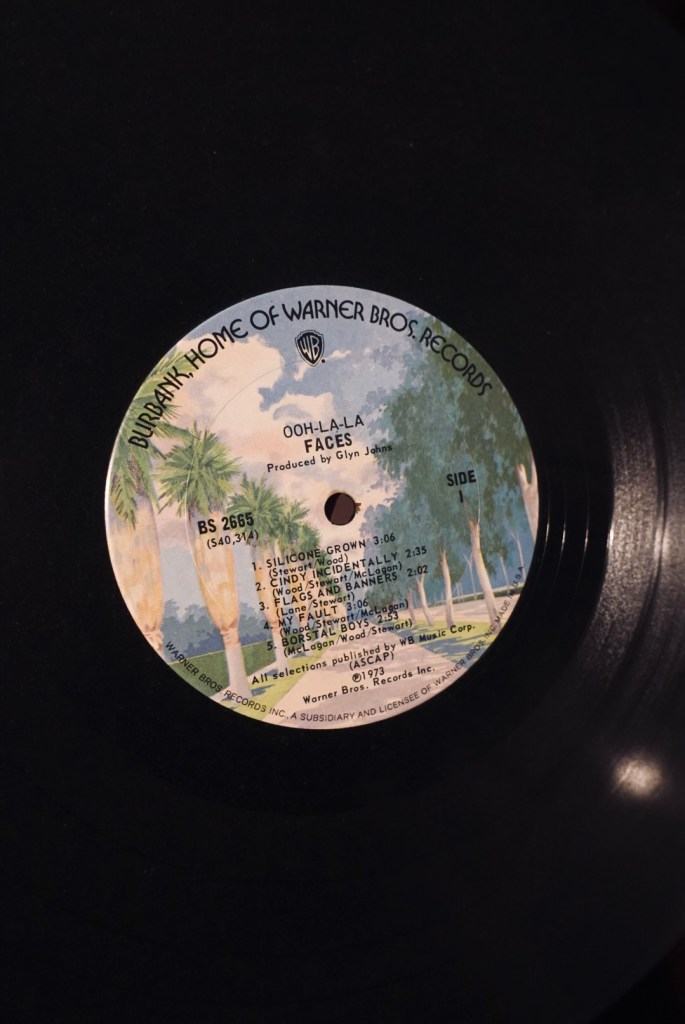 BURBANK, HOME OF WARNER BROS. RECORDS
WB
OOH-LA-LA
FACES
Produced by Glyn Johns
SIDE
1
BS 2665
(S40,314)
1. SILICONE GROWN 3:06
(Stewart/Wood)
2. CINDY INCIDENTALLY 2:35
(Wood/Stewart/McLagan)
3. FLAGS AND BANNERS 2:02
(Lane/Stewart)
4. MY FAULT 3:06
(Wood/Stewart/McLagan)
5. BORSTAL BOYS 2:53
(McLagan/Wood/Stewart)
All selections published by WB Music Corp.
(ASCAP)
℗1973
Warner Bros. Records Inc.
WARNER BROS. RECORDS INC., A SUBSIDIARY AND LICENSEE OF WARNER BROS. INC. MADE IN U.S.A.